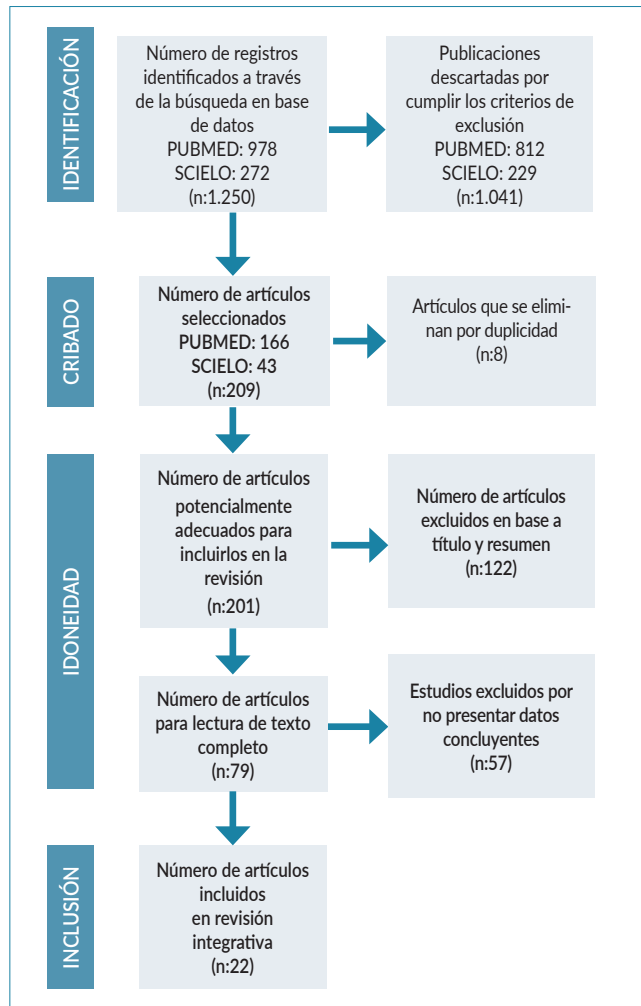 IDENTIFICACIÓN
Número de registros
identificados a través
de la búsqueda en base
de datos
PUBMED: 978
SCIELO: 272
(n:1.250)
Publicaciones
descartadas por
cumplir los criterios de
exclusión
PUBMED: 812
SCIELO: 229
(n:1.041)
CRIBADO
Número de artículos
seleccionados
PUBMED: 166
SCIELO: 43
(n:209)
Artículos que se elimi-
nan por duplicidad
(n:8)
IDONEIDAD
Número de artículos
potencialmente
adecuados para
incluirlos en la
revisión
(n:201)
Número de artículos
excluidos en base a
título y resumen
(n:122)
Número de artículos
para lectura de texto
completo
(n:79)
Estudios excluidos por
no presentar datos
concluyentes
(n:57)
INCLUSIÓN
Número de artículos
incluidos
en revisión
integrativa
(n:22)